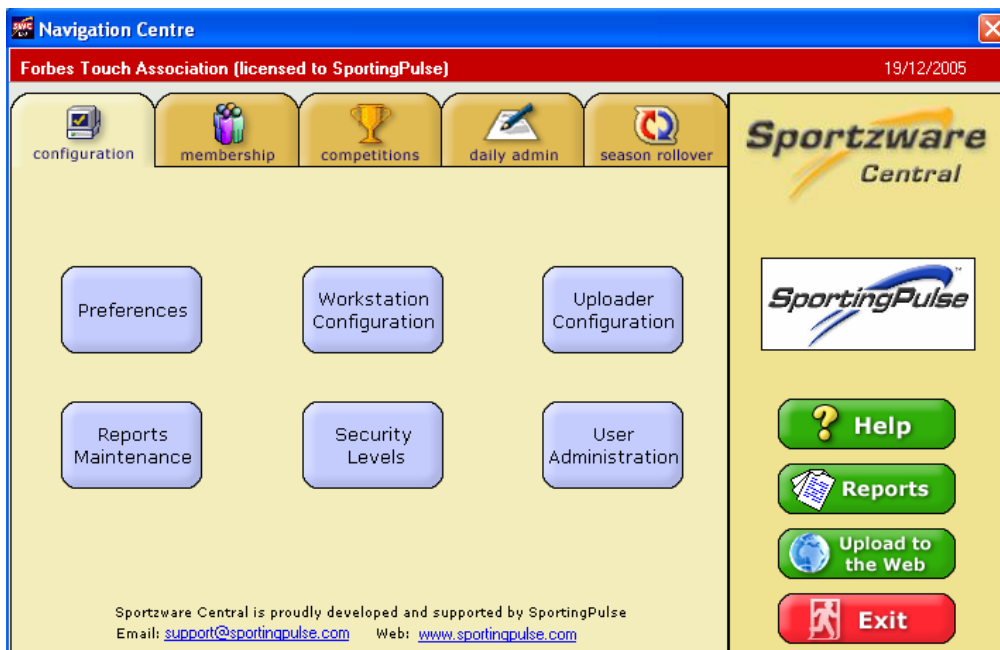 Navigation Centre
Forbes Touch Association (licensed to SportingPulse) 19/12/2005
configuration membership competitions daily admin season rollover
Sportzware
Central
Preferences
Workstation
Configuration
Uploader
Configuration
SportingPulse™
Reports
Maintenance
Security
Levels
User
Administration
Help
Reports
Upload to
the Web
Exit
Sportzware Central is proudly developed and supported by SportingPulse
Email: support@sportingpulse.com Web: www.sportingpulse.com